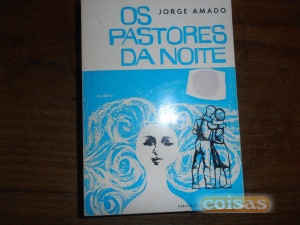 OS
JORGE AMADO
PASTORES
DA NOITE
coisas